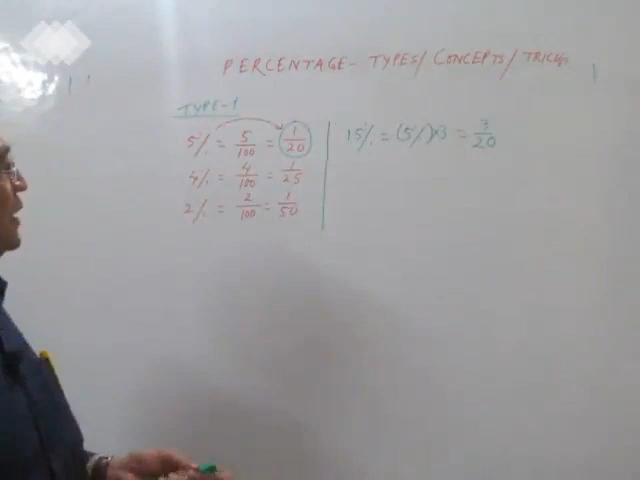 PERCENTAGE- TYPES/CONCEPTS/TRICKS
TYPE-1
5% = 5/100 = 1/20
4% = 4/100 = 1/25
2% = 2/100 = 1/50
15% = (5%)×3 = 3/20